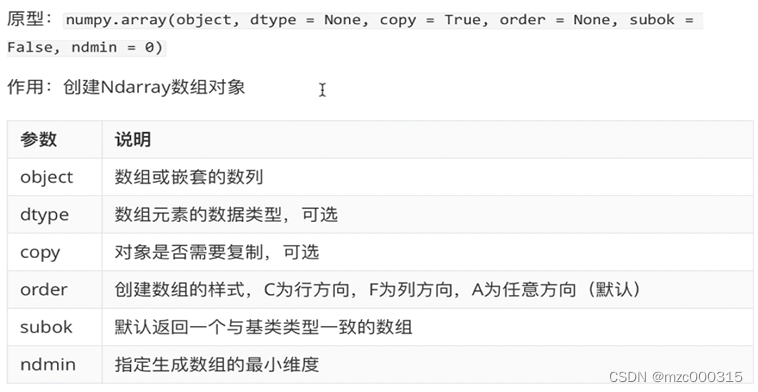 原型：numpy.array(object, dtype = None, copy = True, order = None, subok =
False, ndmin = 0)
作用：创建Ndarray数组对象
参数 说明
object 数组或嵌套的数列
dtype 数组元素的数据类型，可选
copy 对象是否需要复制，可选
order 创建数组的样式，C为行方向，F为列方向，A为任意方向（默认）
subok 默认返回一个与基类类型一致的数组
ndmin 指定生成数组的最小维度
CSDN @mzc000315